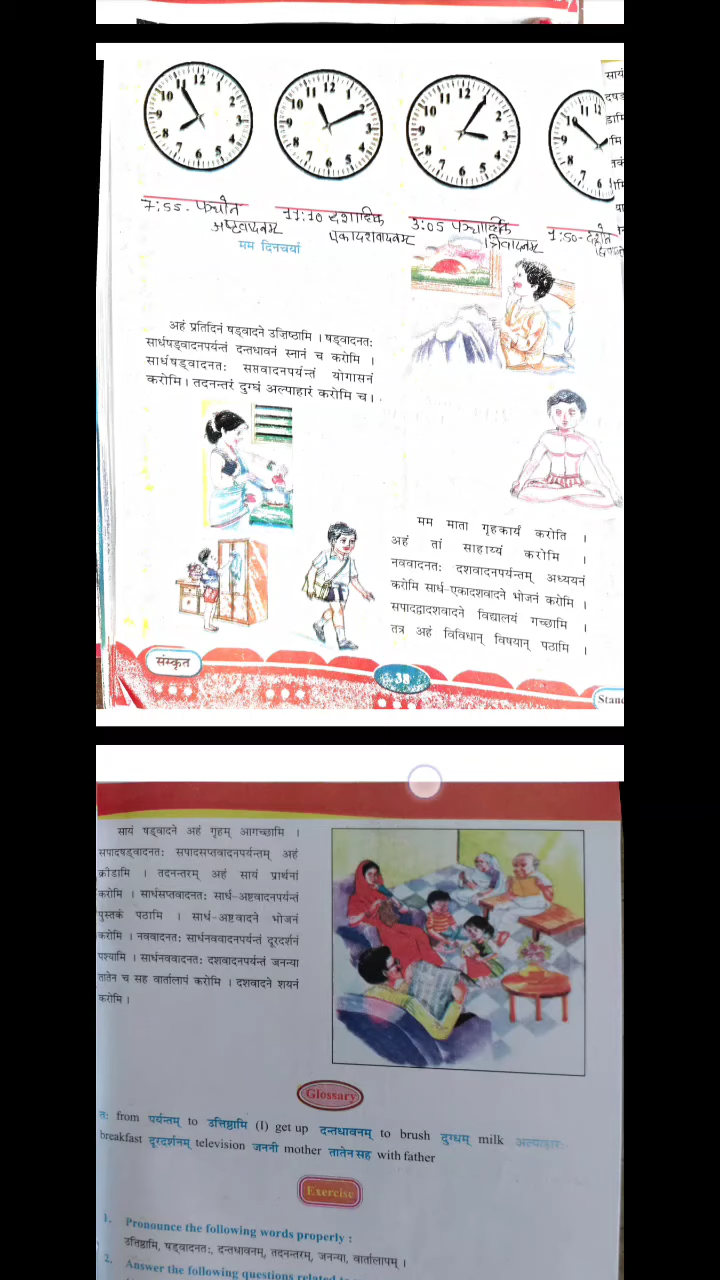 7:55 - पञ्चोन
अष्टवादनम्
11:10 दशाधिक
एकादशवादनम्
3:05 पञ्चाधिक
त्रिवादनम्
1:50 - दशोन
मम दिनचर्या
अहं प्रतिदिनं षड्वादने उत्तिष्ठामि । षड्वादनतः
सार्धषड्वादनपर्यन्तं दन्तधावनं स्नानं च करोमि ।
सार्धषड्वादनतः सप्तवादनपर्यन्तं योगासनं
करोमि । तदनन्तरं दुग्धं अल्पाहारं करोमि च ।
मम माता गृहकार्यं करोति ।
अहं तां साहाय्यं करोमि ।
नववादनतः दशवादनपर्यन्तम् अध्ययनं
करोमि सार्ध-एकादशवादने भोजनं करोमि ।
सपादद्वादशवादने विद्यालयं गच्छामि ।
तत्र अहं विविधान् विषयान् पठामि ।
संस्कृत
38
सायं षड्वादने अहं गृहम् आगच्छामि ।
सपादषड्वादनतः सपादसप्तवादनपर्यन्तम् अहं
क्रीडामि । तदनन्तरम् अहं सायं प्रार्थनां
करोमि । सार्धसप्तवादनतः सार्ध-अष्टवादनपर्यन्तं
पुस्तकं पठामि । सार्ध-अष्टवादने भोजनं
करोमि । नववादनतः सार्धनववादनपर्यन्तं दूरदर्शनं
पश्यामि । सार्धनववादनतः दशवादनपर्यन्तं जनन्या
तातेन च सह वार्तालापं करोमि । दशवादने शयनं
करोमि ।
Glossary
तः from पर्यन्तम् to उत्तिष्ठामि (I) get up दन्तधावनम् to brush दुग्धम् milk अल्पाहारः
breakfast दूरदर्शनम् television जननी mother तातेन सह with father
Exercise
1. Pronounce the following words properly :
उत्तिष्ठामि, षड्वादनतः, दन्तधावनम्, तदनन्तरम्, जनन्या, वार्तालापम् ।
2. Answer the following questions related